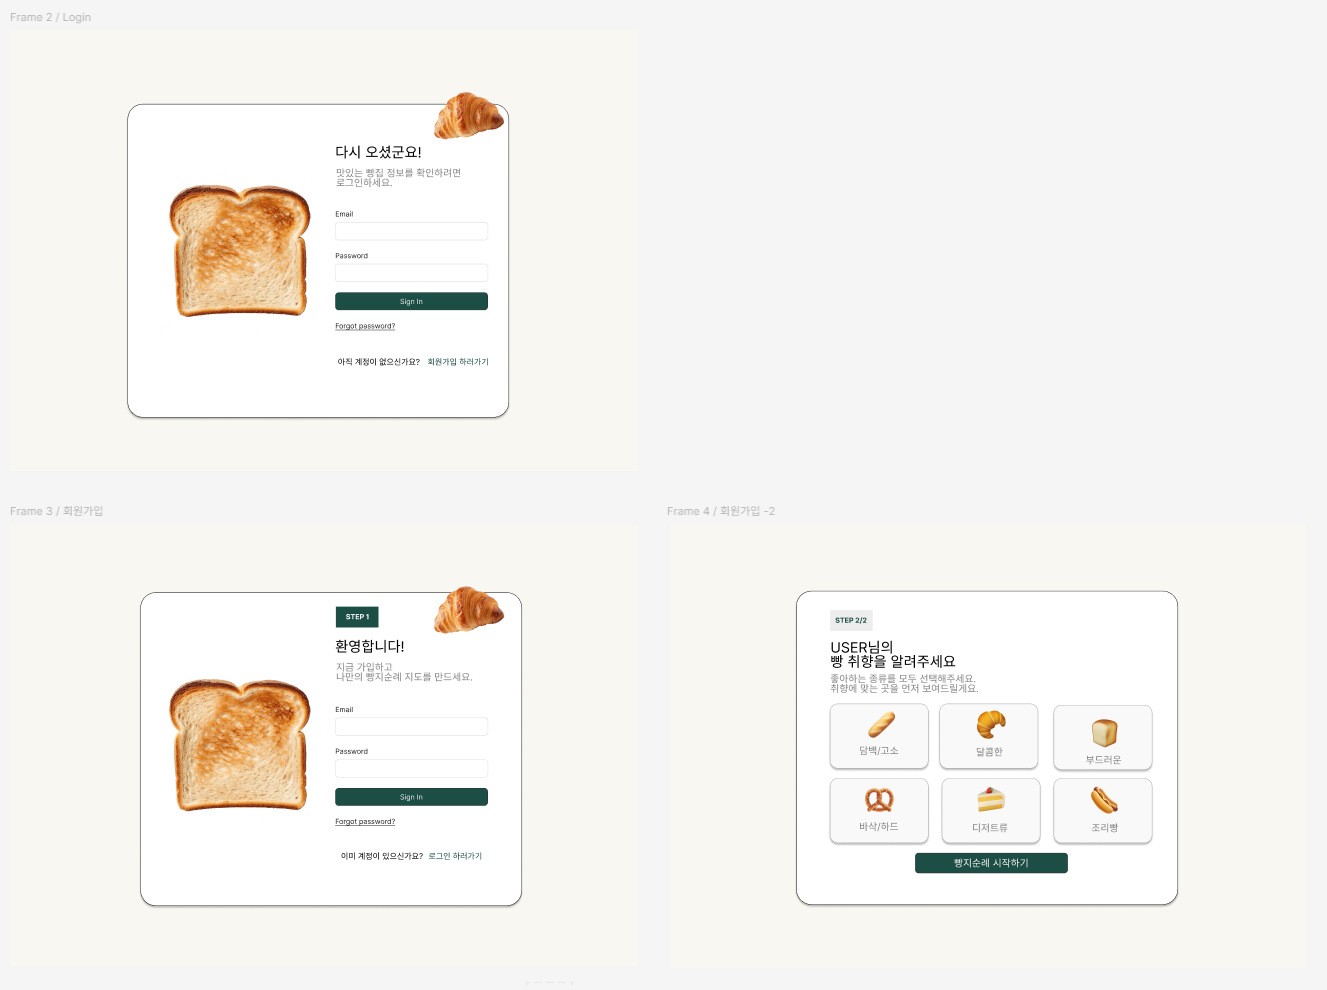 Frame 2 / Login
다시 오셨군요!
맛있는 빵집 정보를 확인하려면
로그인하세요.
Email
Password
Sign In
Forgot password?
아직 계정이 없으신가요? 회원가입 하러가기
Frame 3 / 회원가입
STEP 1
환영합니다!
지금 가입하고
나만의 빵지순례 지도를 만드세요.
Email
Password
Sign In
Forgot password?
이미 계정이 있으신가요? 로그인 하러가기
Frame 4 / 회원가입 -2
STEP 2/2
USER님의
빵 취향을 알려주세요
좋아하는 종류를 모두 선택해주세요.
취향에 맞는 곳을 먼저 보여드릴게요.
담백/고소
달콤한
부드러운
바삭/하드
디저트류
조리빵
빵지순례 시작하기